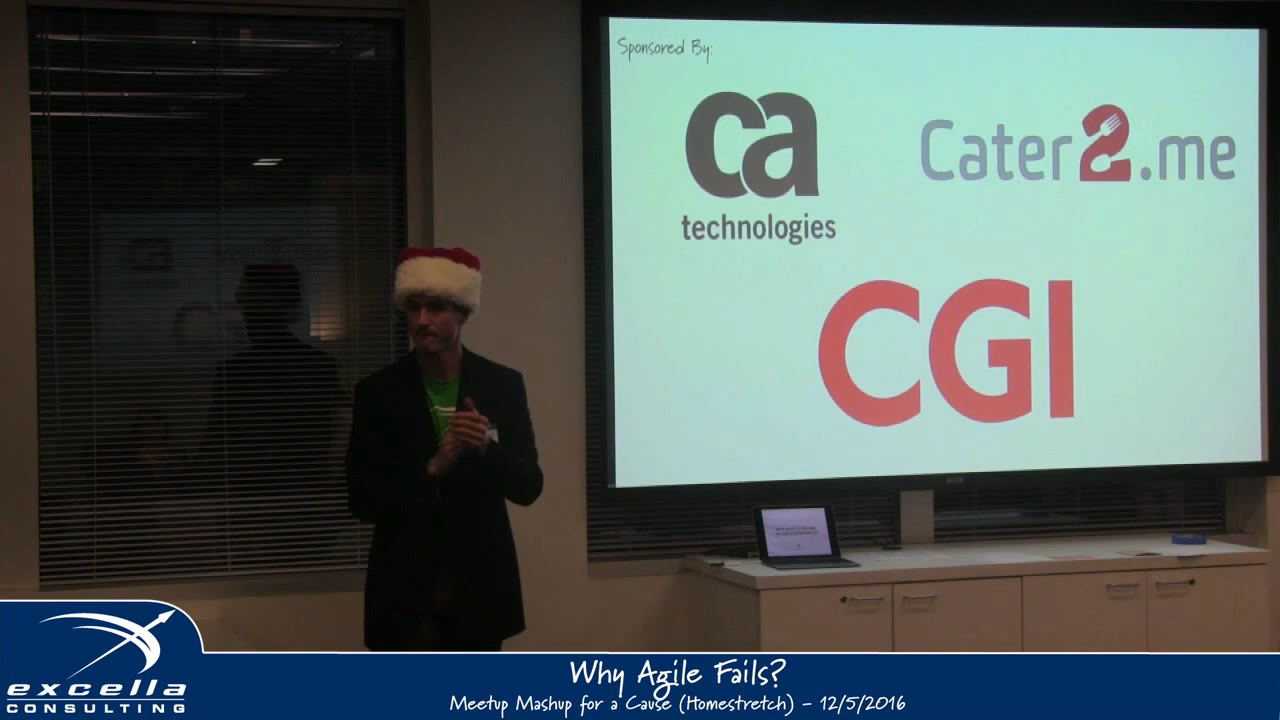 Sponsored By:
ca
technologies
Cater2.me
CGI
excella
CONSULTING
Why Agile Fails?
Meetup Mashup for a Cause (Homestretch) - 12/5/2016